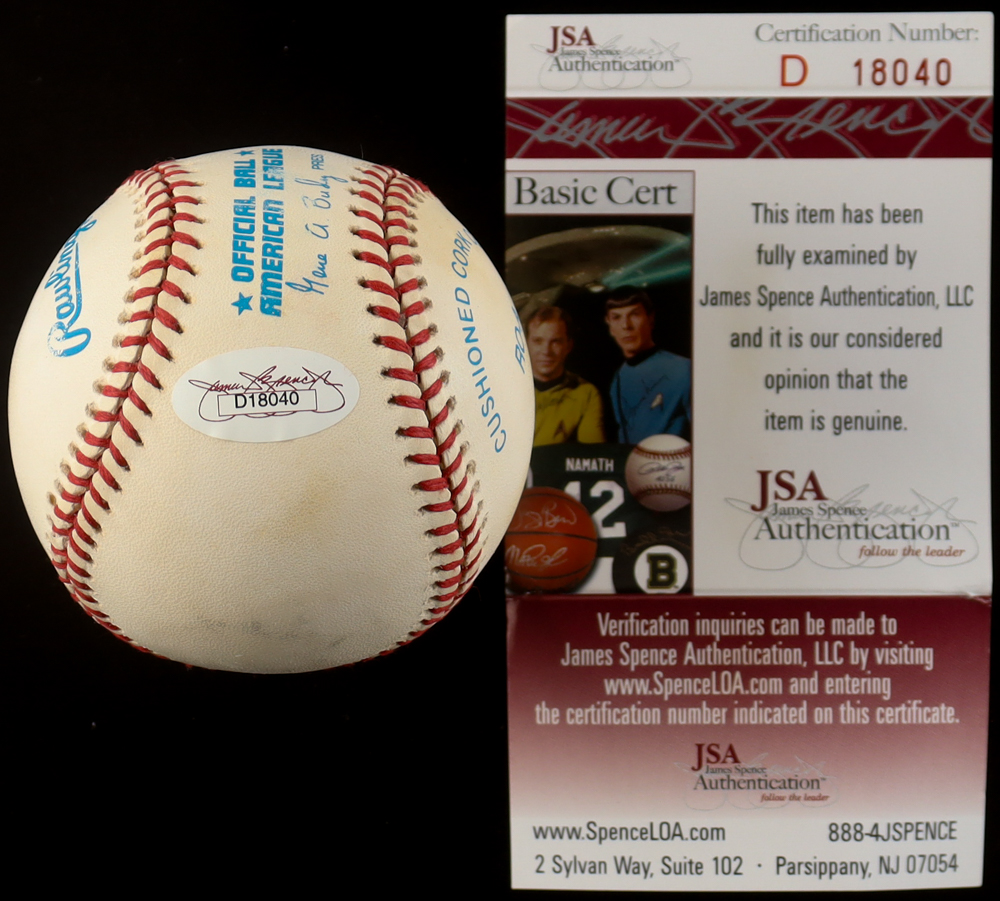 Rawlings
★ OFFICIAL BALL ★
AMERICAN LEAGUE
Gene A Budig PRES
CUSHIONED CORK
D18040
JSA
James Spence
Authentication
Certification Number:
D 18040
Basic Cert
NAMATH
12
B
This item has been
fully examined by
James Spence Authentication, LLC
and it is our considered
opinion that the
item is genuine.
JSA
James Spence
Authentication™
follow the leader
Verification inquiries can be made to
James Spence Authentication, LLC by visiting
www.SpenceLOA.com and entering
the certification number indicated on this certificate.
JSA
James Spence
Authentication™
follow the leader
www.SpenceLOA.com 888-4JSPENCE
2 Sylvan Way, Suite 102 · Parsippany, NJ 07054